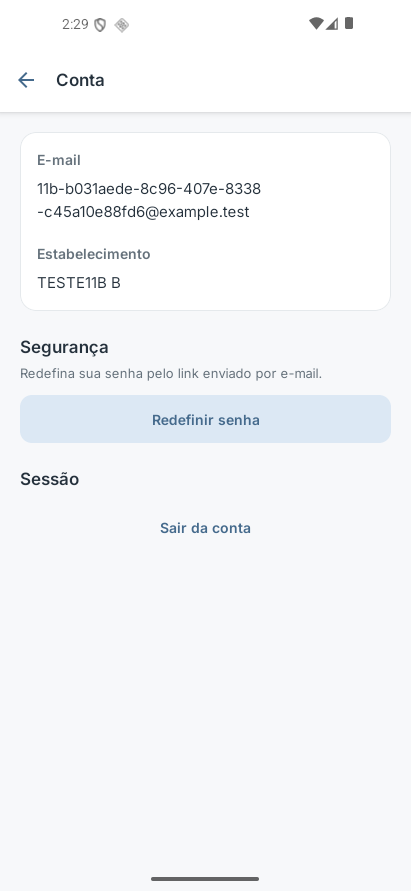 2:29
Conta
E-mail
11b-b031aede-8c96-407e-8338
-c45a10e88fd6@example.test
Estabelecimento
TESTE11B B
Segurança
Redefina sua senha pelo link enviado por e-mail.
Redefinir senha
Sessão
Sair da conta